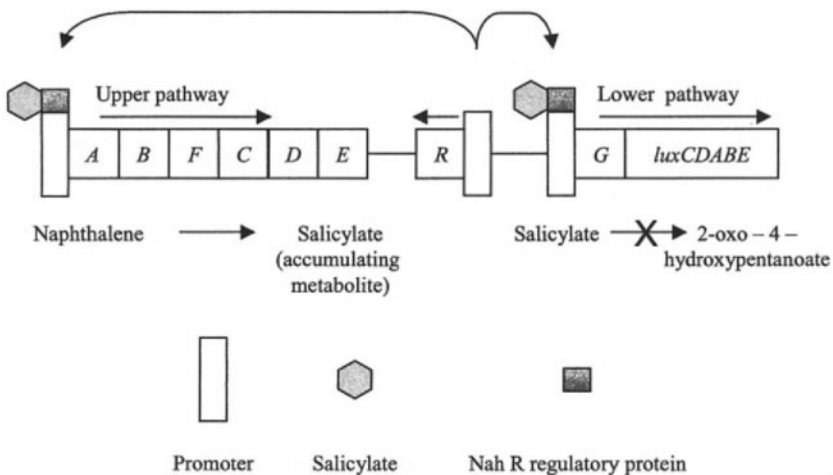 Upper pathway
Lower pathway
A B F C D E R G luxCDABE
Naphthalene
Salicylate
(accumulating
metabolite)
Salicylate
2-oxo – 4 –
hydroxypentanoate
Promoter
Salicylate
Nah R regulatory protein